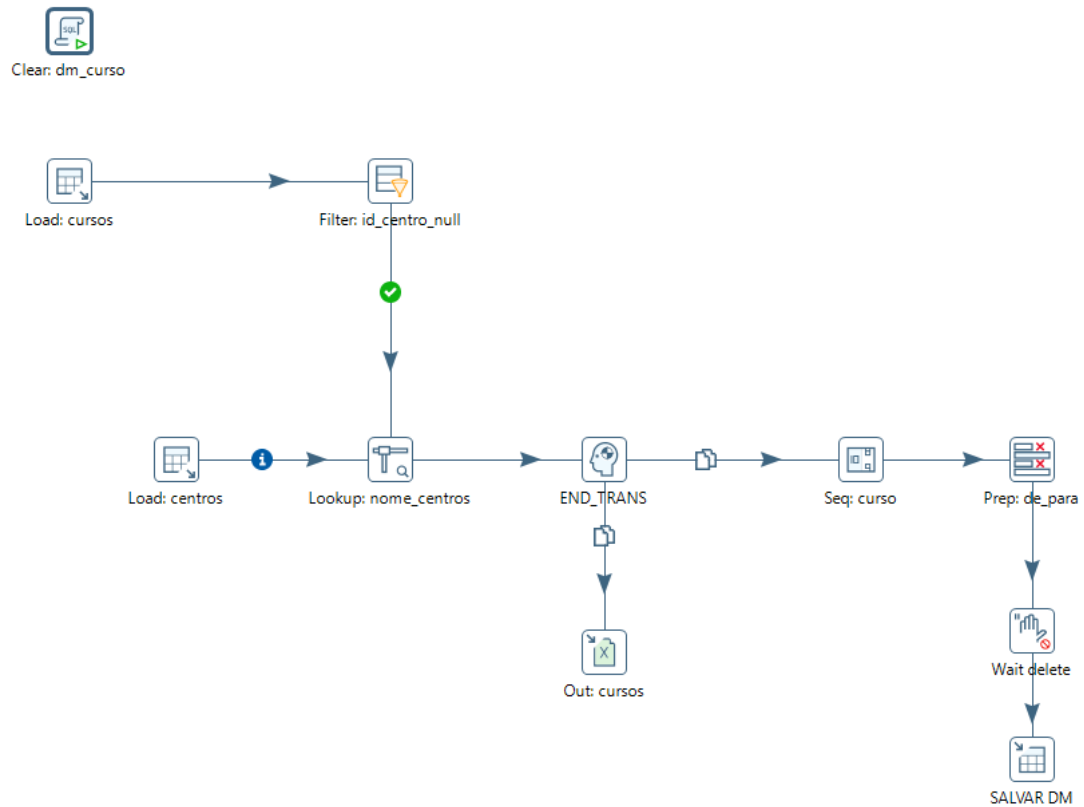 SQL
Clear: dm_curso
Load: cursos
Filter: id_centro_null
Load: centros
Lookup: nome_centros
END_TRANS
Seq: curso
Prep: de_para
X
Out: cursos
Wait delete
SALVAR DM